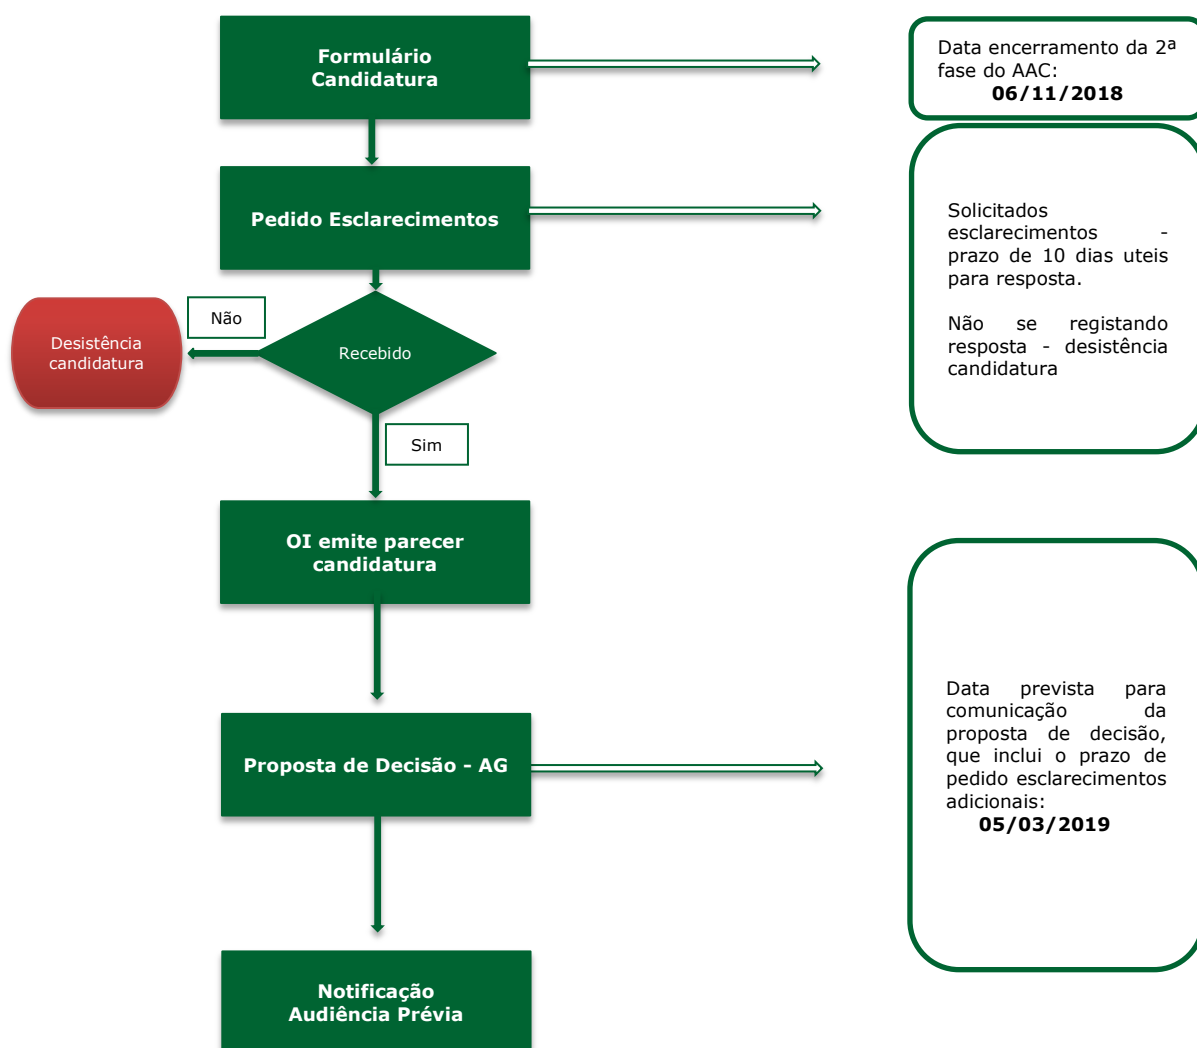 Formulário
Candidatura
Data encerramento da 2ª
fase do AAC:
06/11/2018
Pedido Esclarecimentos
Solicitados
esclarecimentos -
prazo de 10 dias uteis
para resposta.
Não se registando
resposta - desistência
candidatura
Não
Desistência
candidatura
Recebido
Sim
OI emite parecer
candidatura
Proposta de Decisão - AG
Data prevista para
comunicação da
proposta de decisão,
que inclui o prazo de
pedido esclarecimentos
adicionais:
05/03/2019
Notificação
Audiência Prévia